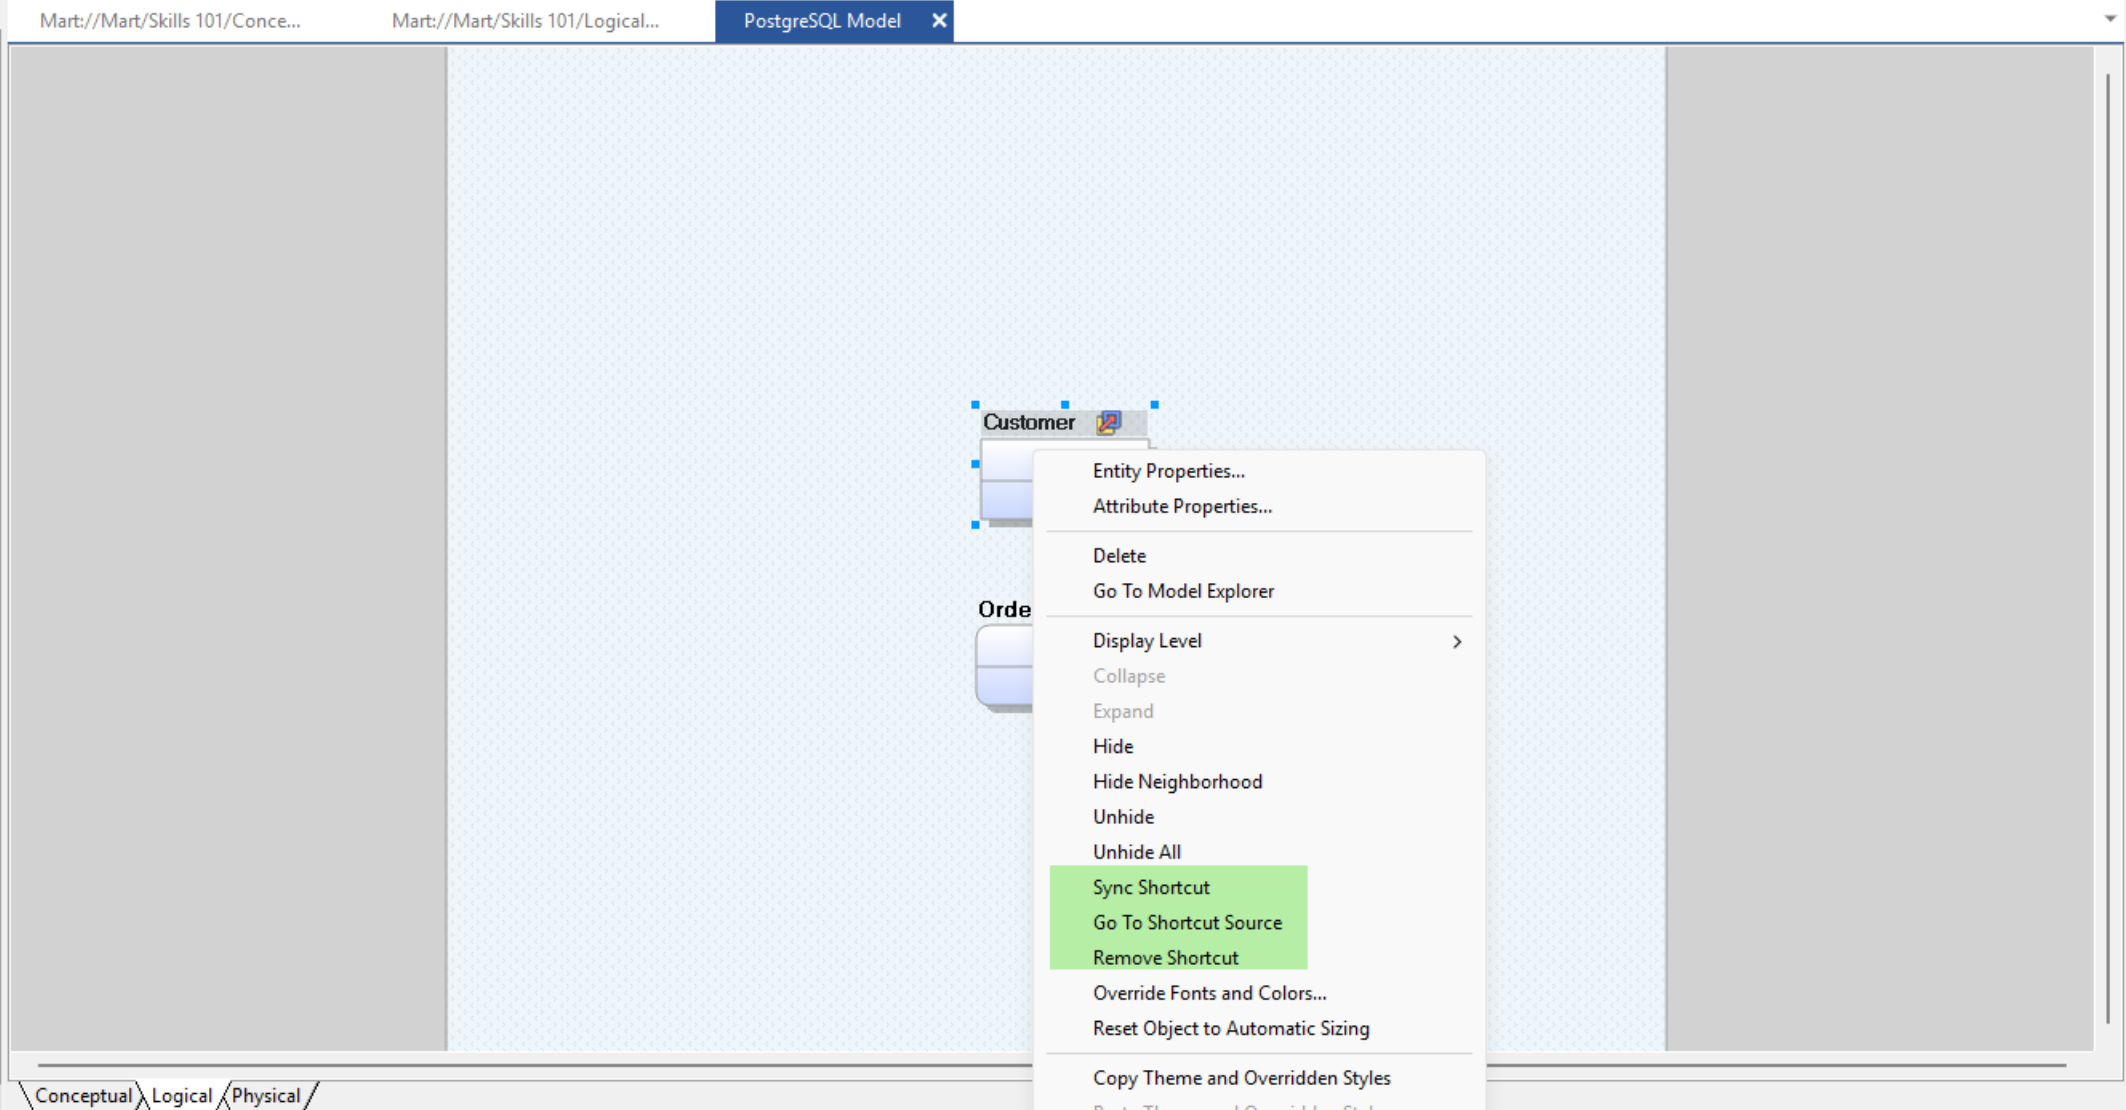 Mart://Mart/Skills 101/Conce...
Mart://Mart/Skills 101/Logical...
PostgreSQL Model
Customer
Entity Properties...
Attribute Properties...
Delete
Go To Model Explorer
Orde
Display Level
Collapse
Expand
Hide
Hide Neighborhood
Unhide
Unhide All
Sync Shortcut
Go To Shortcut Source
Remove Shortcut
Override Fonts and Colors...
Reset Object to Automatic Sizing
Copy Theme and Overridden Styles
Conceptual
Logical
Physical